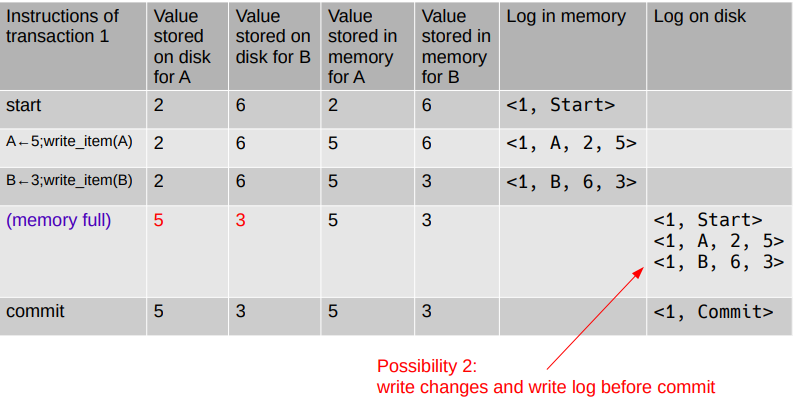 Instructions of transaction 1 | Value stored on disk for A | Value stored on disk for B | Value stored in memory for A | Value stored in memory for B | Log in memory | Log on disk
start | 2 | 6 | 2 | 6 | <1, Start> |
A←5;write_item(A) | 2 | 6 | 5 | 6 | <1, A, 2, 5> |
B←3;write_item(B) | 2 | 6 | 5 | 3 | <1, B, 6, 3> |
(memory full) | 5 | 3 | 5 | 3 | | <1, Start>
<1, A, 2, 5>
<1, B, 6, 3>
commit | 5 | 3 | 5 | 3 | | <1, Commit>
Possibility 2:
write changes and write log before commit